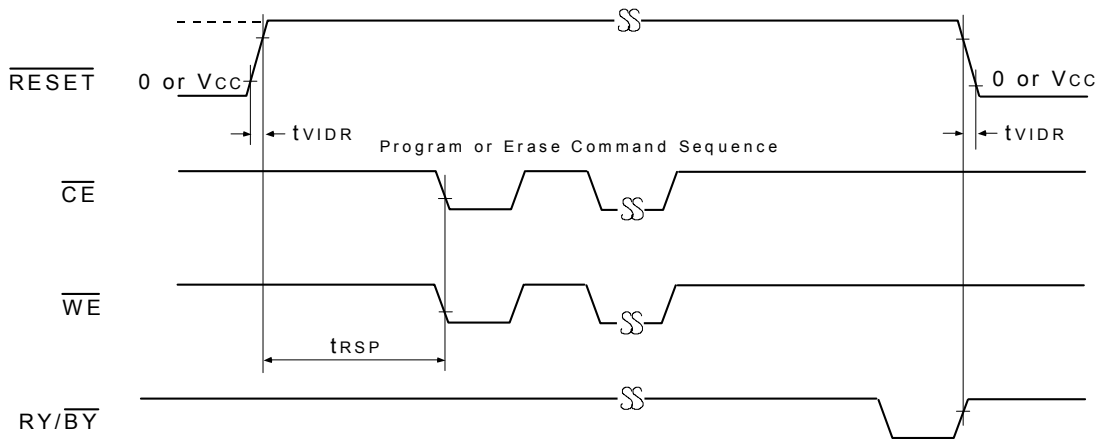 RESET
0 or VCC
0 or VCC
tVIDR
tVIDR
Program or Erase Command Sequence
CE
WE
tRSP
RY/BY